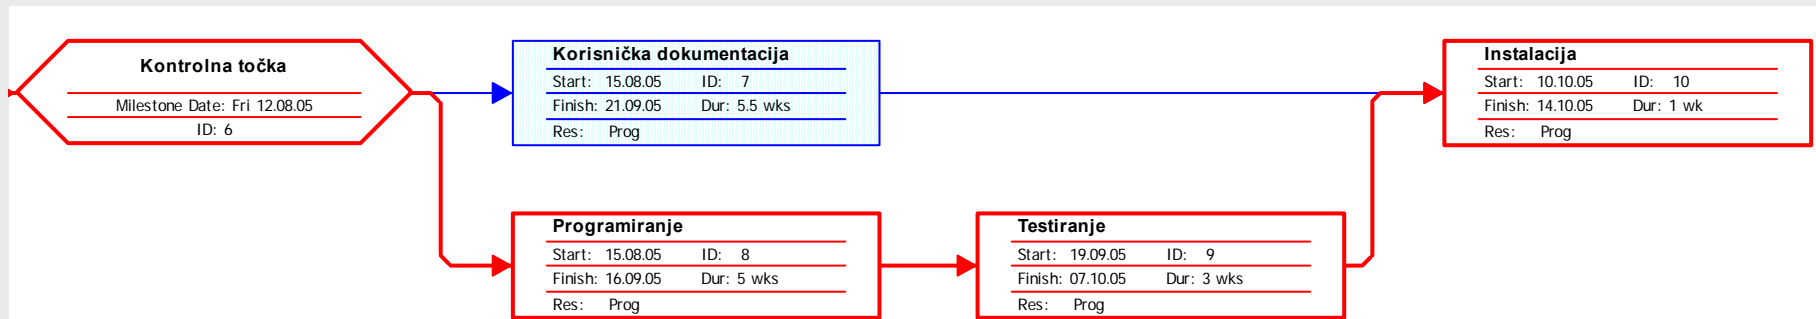 Kontrolna točka
Milestone Date: Fri 12.08.05
ID: 6
Korisnička dokumentacija
Start: 15.08.05 ID: 7
Finish: 21.09.05 Dur: 5.5 wks
Res: Prog
Programiranje
Start: 15.08.05 ID: 8
Finish: 16.09.05 Dur: 5 wks
Res: Prog
Testiranje
Start: 19.09.05 ID: 9
Finish: 07.10.05 Dur: 3 wks
Res: Prog
Instalacija
Start: 10.10.05 ID: 10
Finish: 14.10.05 Dur: 1 wk
Res: Prog